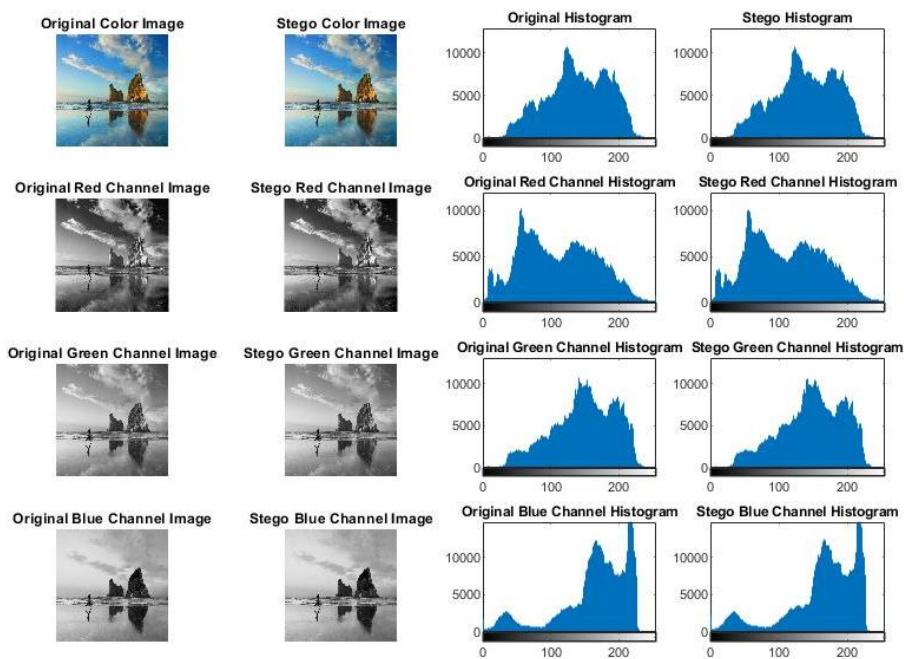 Original Color Image
Stego Color Image
Original Histogram
Stego Histogram
10000
5000
0
0 100 200
10000
5000
0
0 100 200
Original Red Channel Image
Stego Red Channel Image
Original Red Channel Histogram
Stego Red Channel Histogram
10000
5000
0
0 100 200
10000
5000
0
0 100 200
Original Green Channel Image
Stego Green Channel Image
Original Green Channel Histogram
Stego Green Channel Histogram
10000
5000
0
0 100 200
10000
5000
0
0 100 200
Original Blue Channel Image
Stego Blue Channel Image
Original Blue Channel Histogram
Stego Blue Channel Histogram
10000
5000
0
0 100 200
10000
5000
0
0 100 200